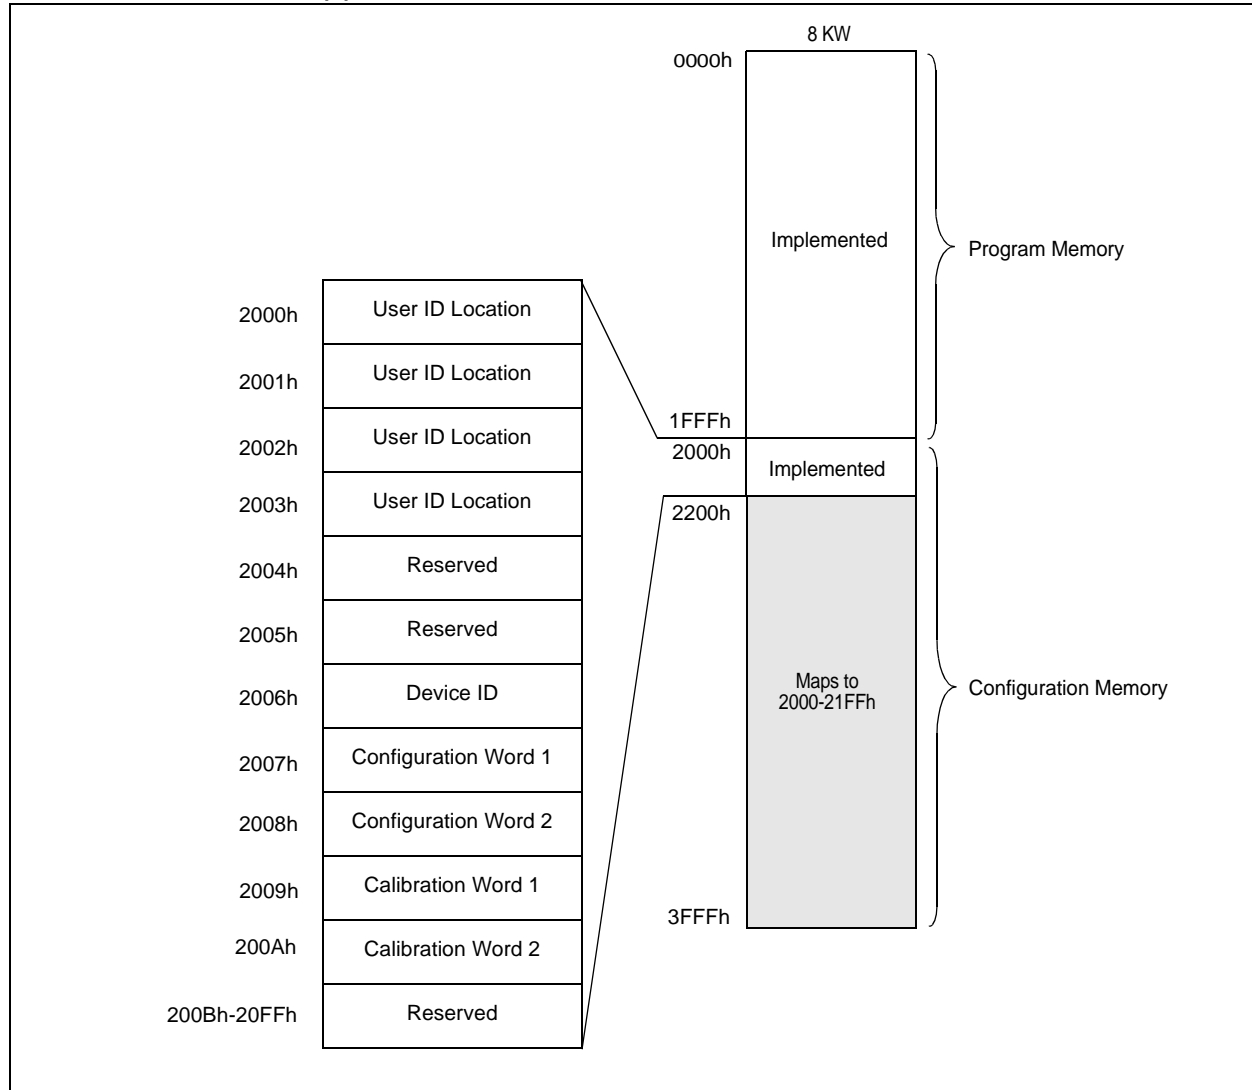 8 KW
0000h
Implemented
Program Memory
1FFFh
2000h
Implemented
2200h
Maps to
2000-21FFh
Configuration Memory
3FFFh
2000h User ID Location
2001h User ID Location
2002h User ID Location
2003h User ID Location
2004h Reserved
2005h Reserved
2006h Device ID
2007h Configuration Word 1
2008h Configuration Word 2
2009h Calibration Word 1
200Ah Calibration Word 2
200Bh-20FFh Reserved